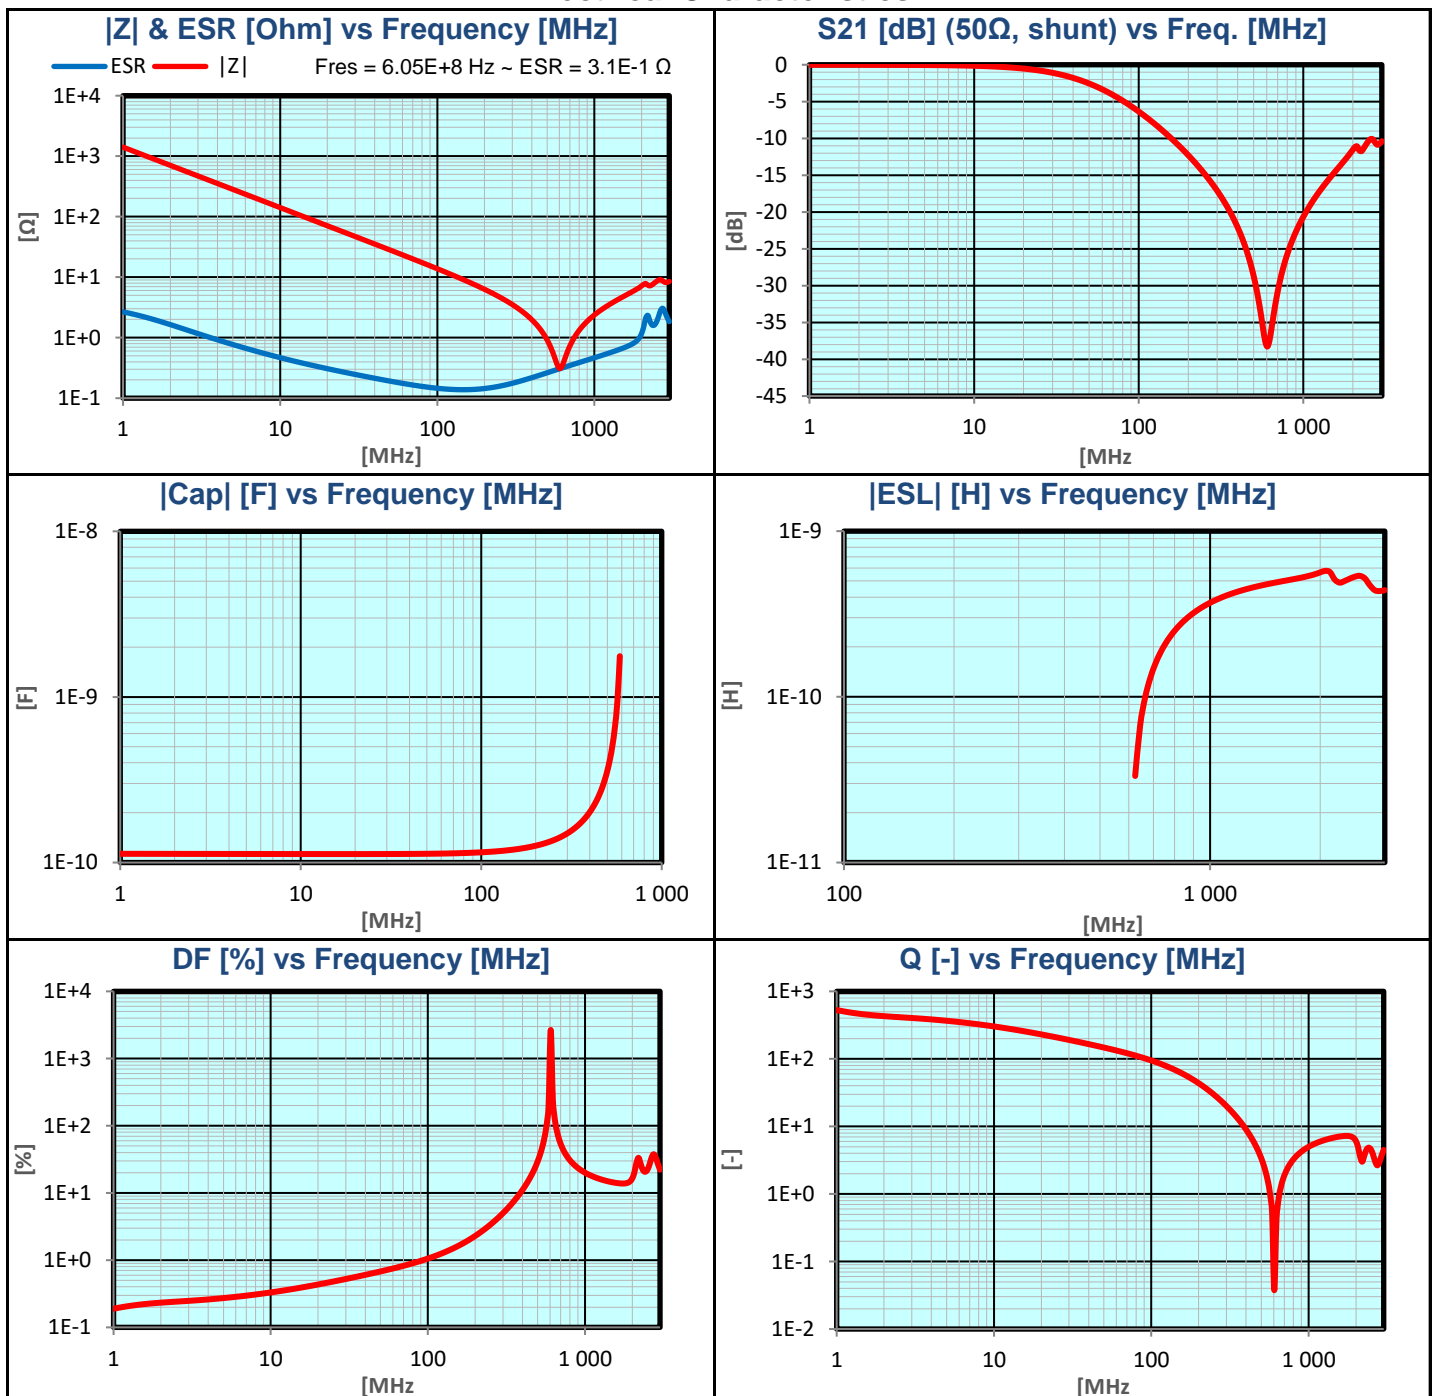 |Z| & ESR [Ohm] vs Frequency [MHz]
ESR |Z| Fres = 6.05E+8 Hz ~ ESR = 3.1E-1 Ω
1E+4
1E+3
1E+2
1E+1
1E+0
1E-1
[Ω]
1 10 100 1000
[MHz]
S21 [dB] (50Ω, shunt) vs Freq. [MHz]
0
-5
-10
-15
-20
-25
-30
-35
-40
-45
[dB]
1 10 100 1 000
[MHz
|Cap| [F] vs Frequency [MHz]
1E-8
1E-9
1E-10
[F]
1 10 100 1 000
[MHz]
|ESL| [H] vs Frequency [MHz]
1E-9
1E-10
1E-11
[H]
100 1 000
[MHz]
DF [%] vs Frequency [MHz]
1E+4
1E+3
1E+2
1E+1
1E+0
1E-1
[%]
1 10 100 1 000
[MHz
Q [-] vs Frequency [MHz]
1E+3
1E+2
1E+1
1E+0
1E-1
1E-2
[-]
1 10 100 1 000
[MHz